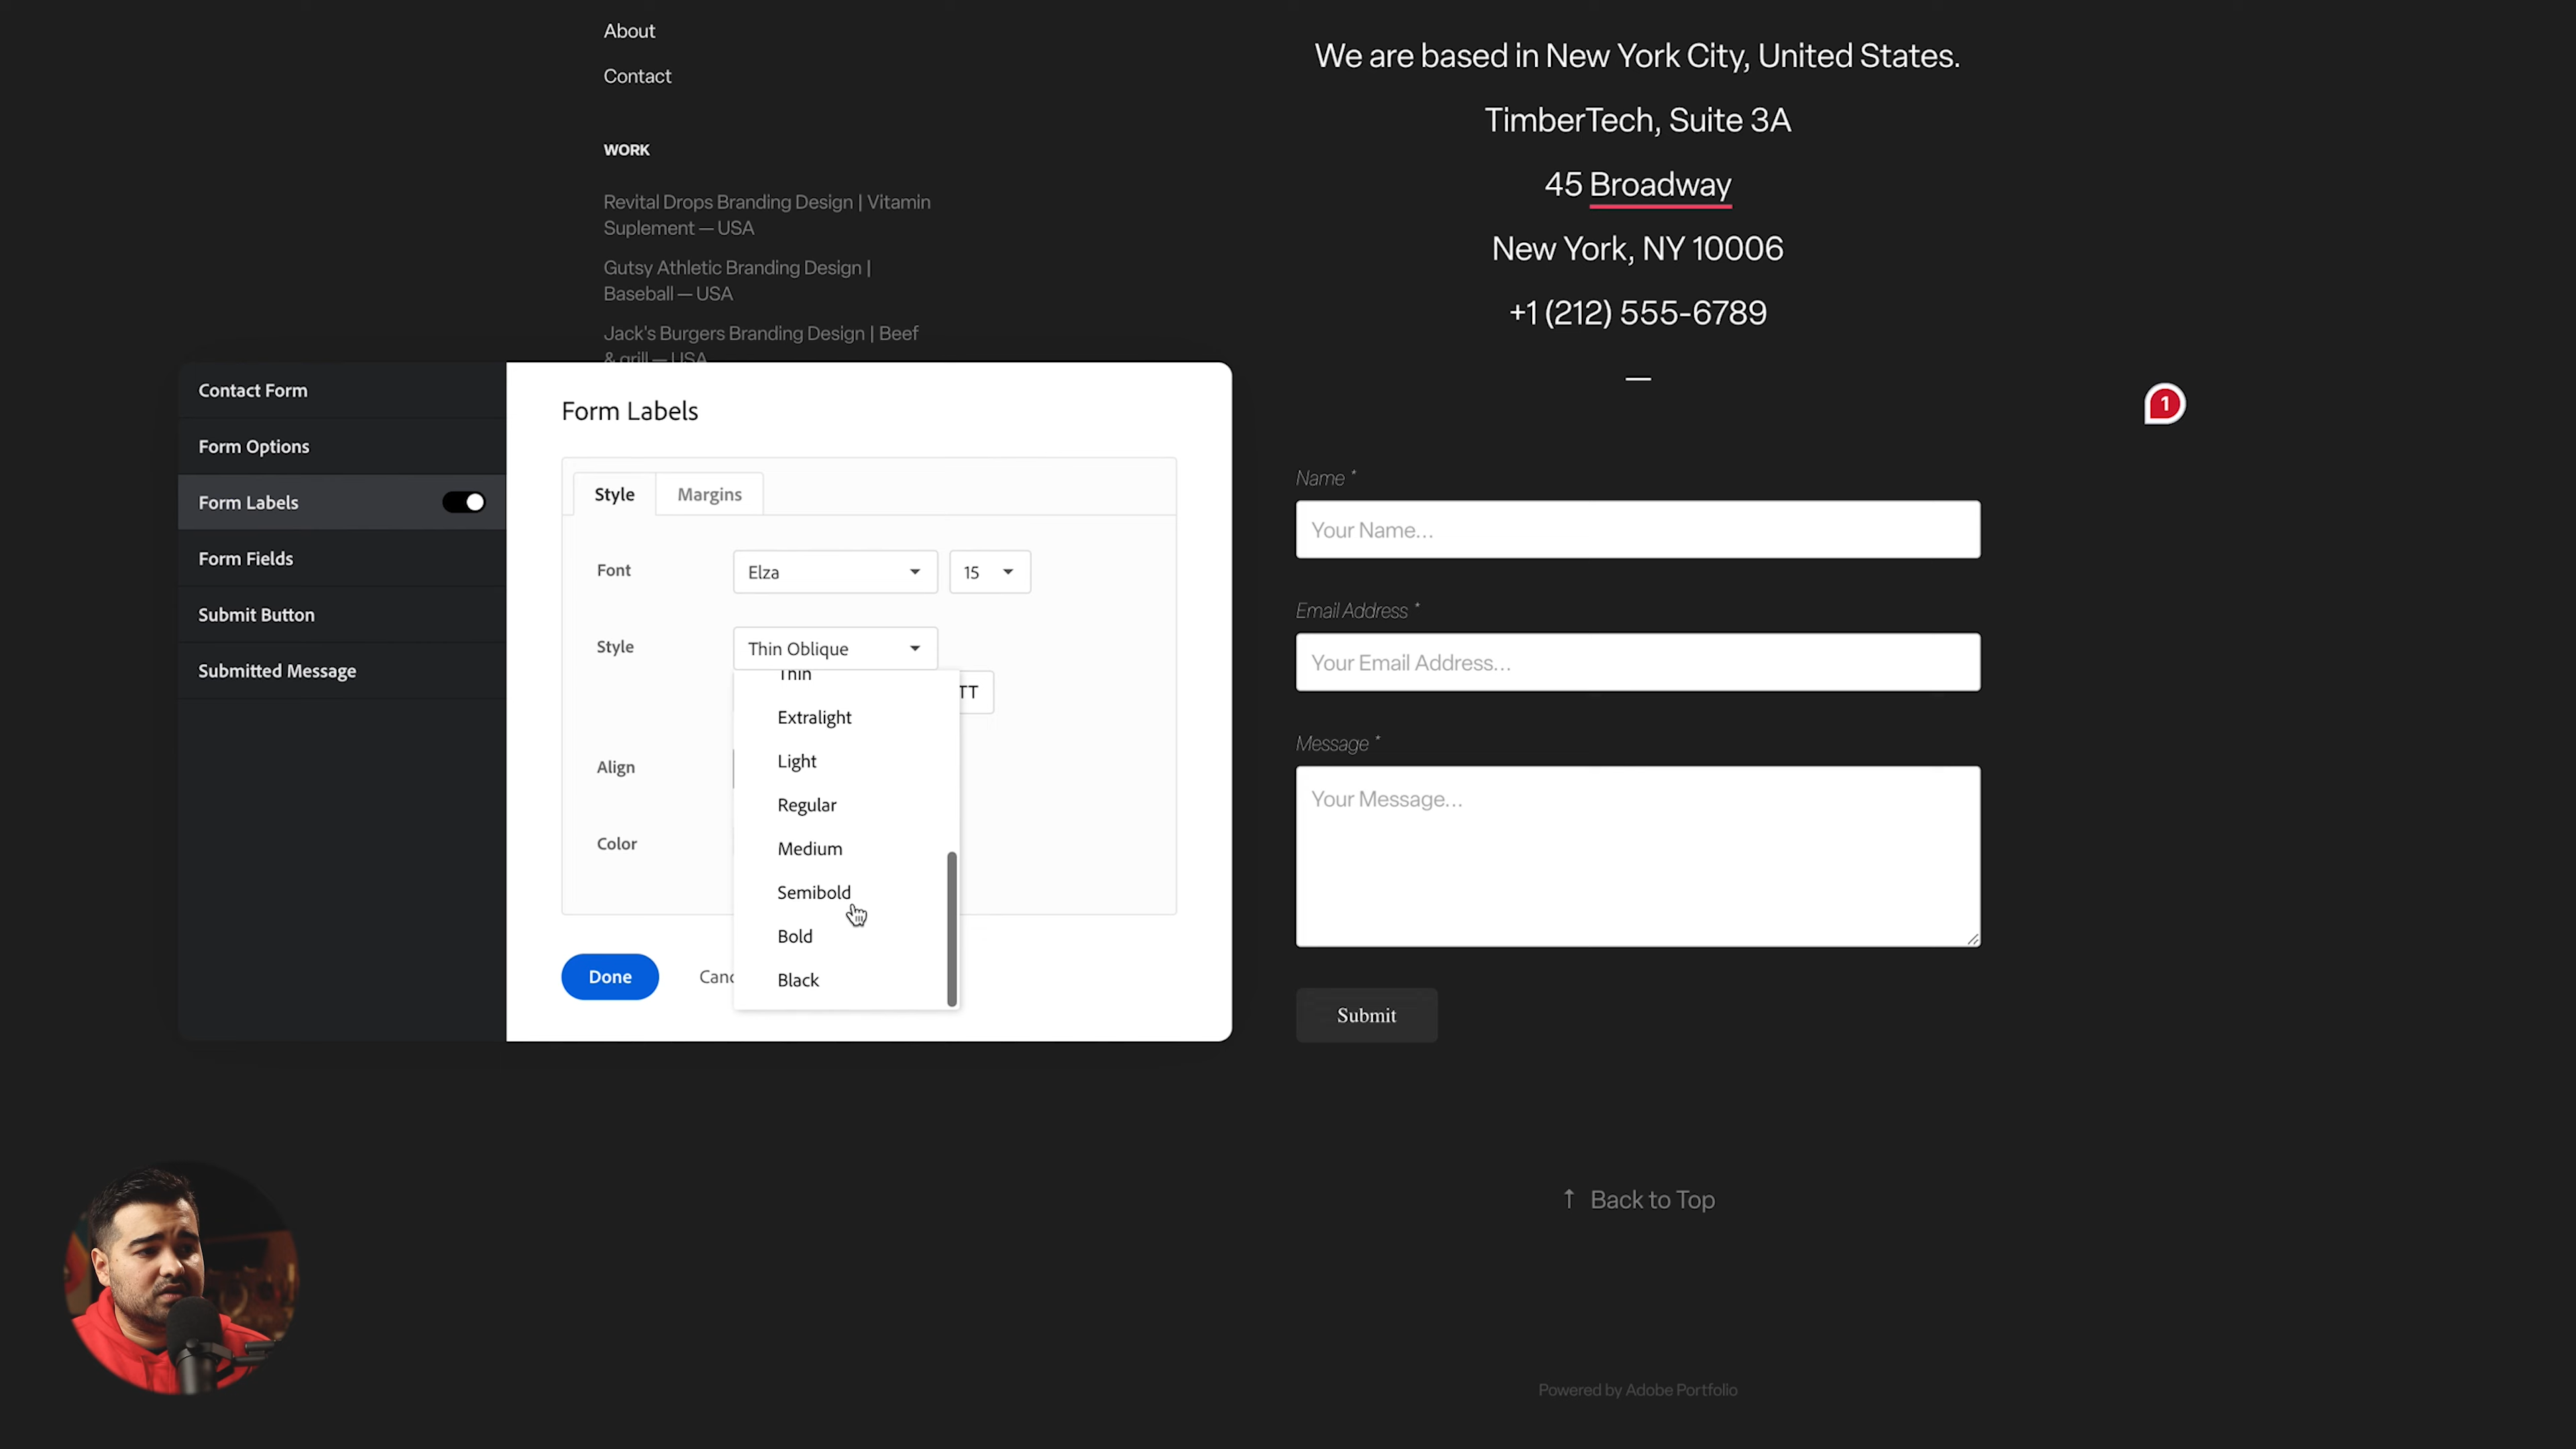 About
Contact
WORK
Revital Drops Branding Design | Vitamin
Suplement — USA
Gutsy Athletic Branding Design |
Baseball — USA
Jack's Burgers Branding Design | Beef
& grill — USA
We are based in New York City, United States.
TimberTech, Suite 3A
45 Broadway
New York, NY 10006
+1 (212) 555-6789
—
1
Contact Form
Form Options
Form Labels
Form Fields
Submit Button
Submitted Message
Form Labels
Style
Margins
Font
Elza
15
Style
Thin Oblique
Thin
TT
Extralight
Light
Regular
Medium
Semibold
Bold
Black
Align
Color
Done
Canc
Name *
Your Name...
Email Address *
Your Email Address...
Message *
Your Message...
Submit
↑ Back to Top
Powered by Adobe Portfolio